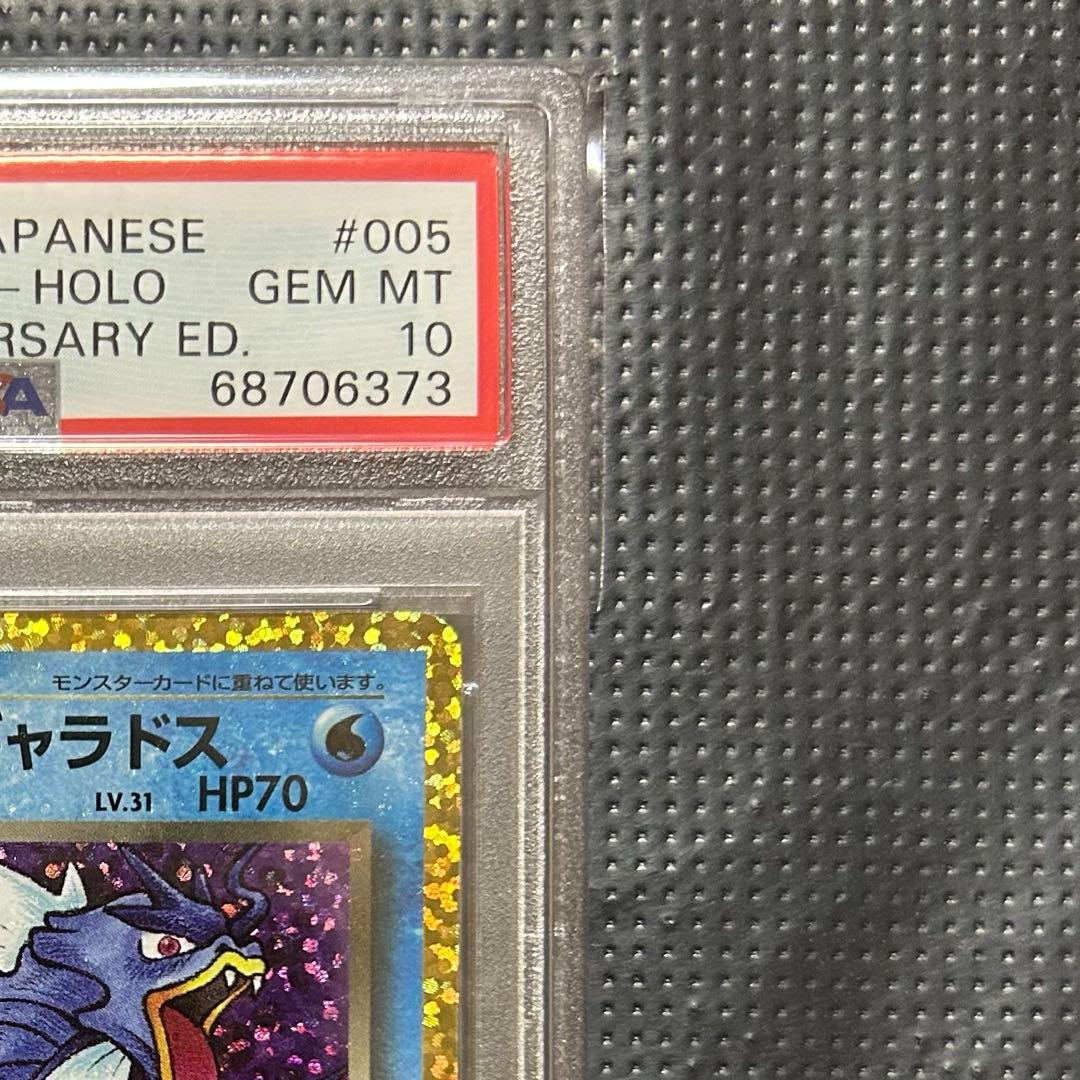 APANESE #005
-HOLO GEM MT
RSARY ED. 10
68706373
モンスターカードに重ねて使います。
ギャラドス
LV.31 HP70